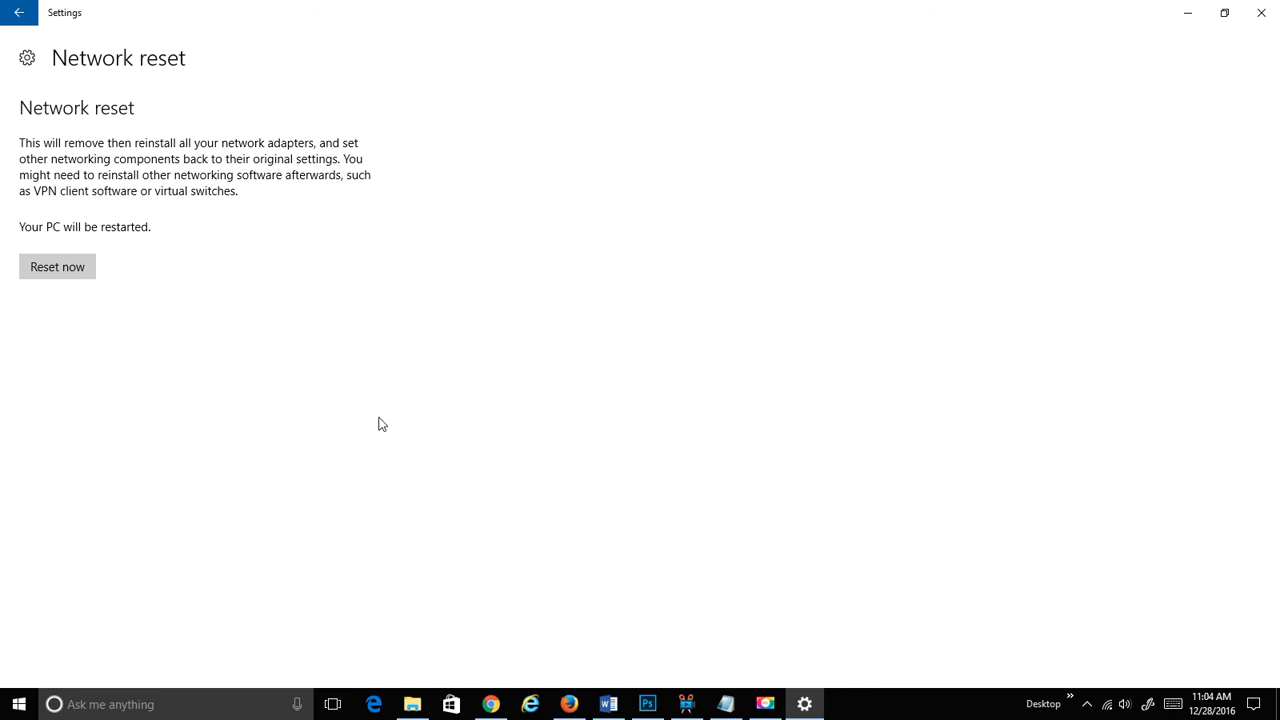 Settings
Network reset
Network reset
This will remove then reinstall all your network adapters, and set
other networking components back to their original settings. You
might need to reinstall other networking software afterwards, such
as VPN client software or virtual switches.
Your PC will be restarted.
Reset now
Ask me anything
Ps
Desktop
11:04 AM
12/28/2016